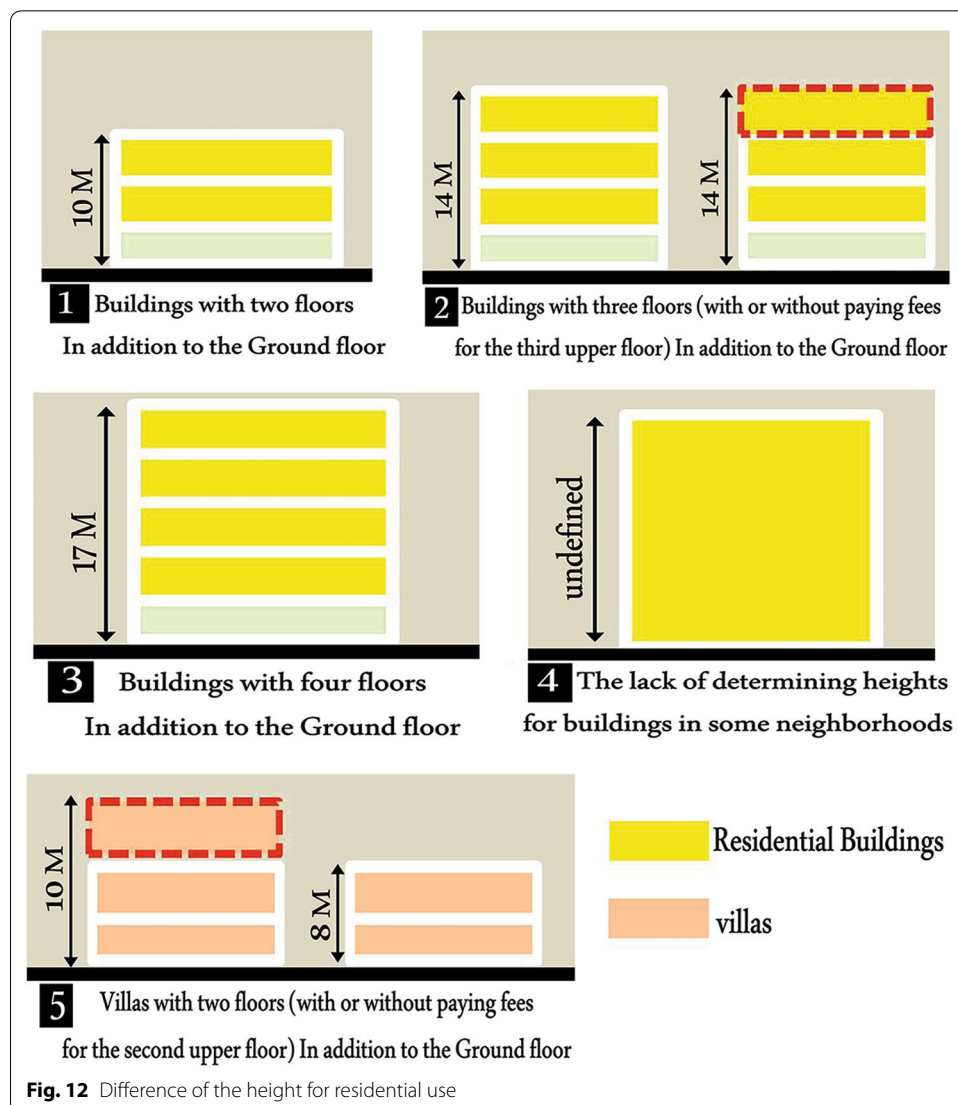 10 M
1 Buildings with two floors
In addition to the Ground floor
14 M
14 M
2 Buildings with three floors (with or without paying fees
for the third upper floor) In addition to the Ground floor
17 M
3 Buildings with four floors
In addition to the Ground floor
undefined
4 The lack of determining heights
for buildings in some neighborhoods
10 M
8 M
5 Villas with two floors (with or without paying fees
for the second upper floor) In addition to the Ground floor
Residential Buildings
villas
Fig. 12 Difference of the height for residential use